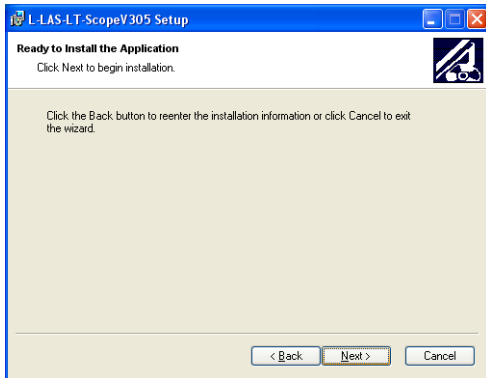 L-LAS-LT-ScopeV305 Setup
Ready to Install the Application
Click Next to begin installation.
Click the Back button to reenter the installation information or click Cancel to exit
the wizard.
< Back
Next >
Cancel